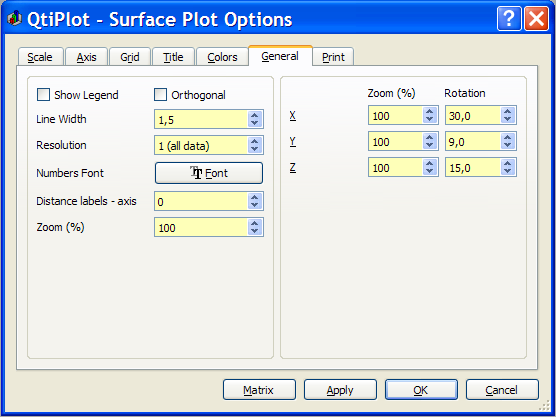 QtiPlot - Surface Plot Options
?
Scale Axis Grid Title Colors General Print
Show Legend Orthogonal
Line Width 1,5
Resolution 1 (all data)
Numbers Font Font
Distance labels - axis 0
Zoom (%) 100
Zoom (%) Rotation
X 100 30,0
Y 100 9,0
Z 100 15,0
Matrix Apply OK Cancel